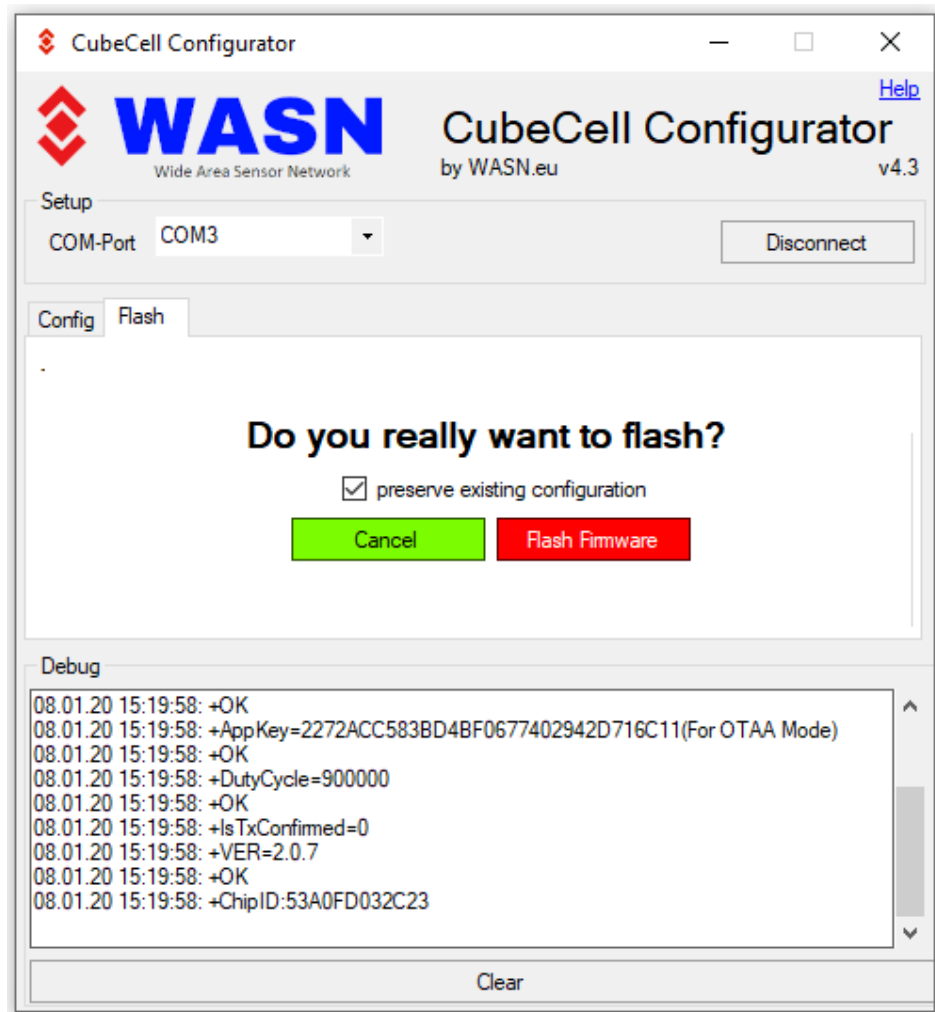 CubeCell Configurator
Help
WASN
CubeCell Configurator
Wide Area Sensor Network
by WASN.eu
v4.3
Setup
COM-Port
COM3
Disconnect
Config
Flash
Do you really want to flash?
preserve existing configuration
Cancel
Flash Firmware
Debug
08.01.20 15:19:58: +OK
08.01.20 15:19:58: +AppKey=2272ACC583BD4BF0677402942D716C11(For OTAA Mode)
08.01.20 15:19:58: +OK
08.01.20 15:19:58: +DutyCycle=900000
08.01.20 15:19:58: +OK
08.01.20 15:19:58: +IsTxConfirmed=0
08.01.20 15:19:58: +VER=2.0.7
08.01.20 15:19:58: +OK
08.01.20 15:19:58: +ChipID:53A0FD032C23
Clear